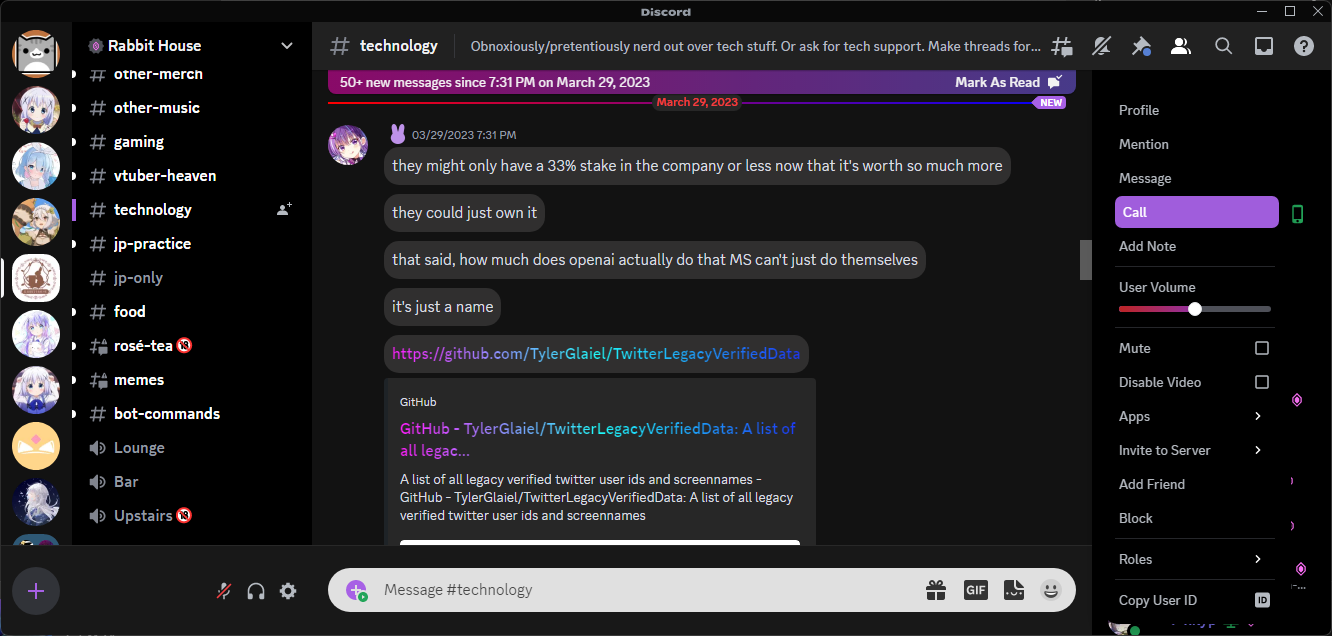 Discord
Rabbit House
other-merch
other-music
gaming
vtuber-heaven
technology
jp-practice
jp-only
food
rosé-tea
memes
bot-commands
Lounge
Bar
Upstairs
technology
Obnoxiously/pretentiously nerd out over tech stuff. Or ask for tech support. Make threads for...
50+ new messages since 7:31 PM on March 29, 2023
Mark As Read
March 29, 2023
NEW
03/29/2023 7:31 PM
they might only have a 33% stake in the company or less now that it's worth so much more
they could just own it
that said, how much does openai actually do that MS can't just do themselves
it's just a name
https://github.com/TylerGlaiel/TwitterLegacyVerifiedData
GitHub
GitHub - TylerGlaiel/TwitterLegacyVerifiedData: A list of
all legac...
A list of all legacy verified twitter user ids and screennames -
GitHub - TylerGlaiel/TwitterLegacyVerifiedData: A list of all legacy
verified twitter user ids and screennames
Message #technology
GIF
Profile
Mention
Message
Call
Add Note
User Volume
Mute
Disable Video
Apps
Invite to Server
Add Friend
Block
Roles
Copy User ID
ID